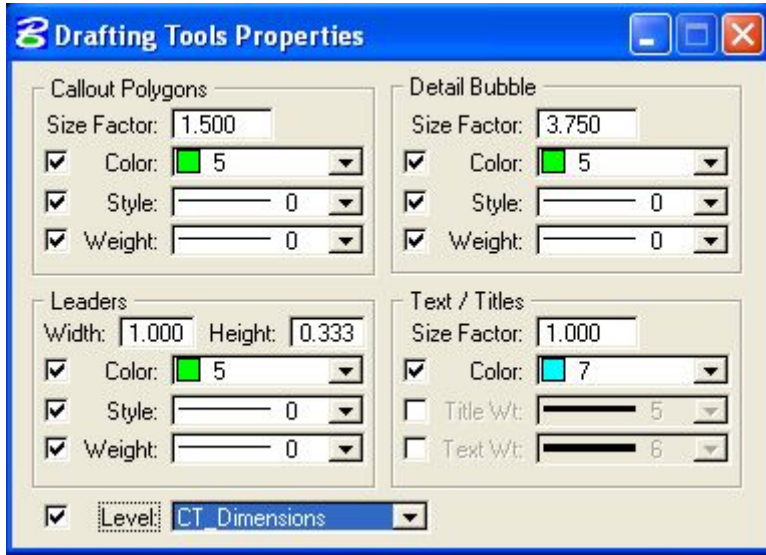 Drafting Tools Properties
Callout Polygons
Size Factor: 1.500
Color: 5
Style: 0
Weight: 0
Detail Bubble
Size Factor: 3.750
Color: 5
Style: 0
Weight: 0
Leaders
Width: 1.000 Height: 0.333
Color: 5
Style: 0
Weight: 0
Text / Titles
Size Factor: 1.000
Color: 7
Title Wt: 5
Text Wt: 6
Level: CT_Dimensions